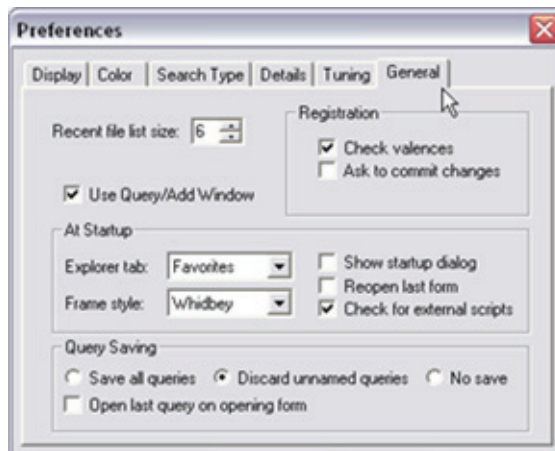 Preferences
Display Color Search Type Details Tuning General
Recent file list size: 6
Registration
Check valences
Ask to commit changes
Use Query/Add Window
At Startup
Explorer tab: Favorites
Show startup dialog
Reopen last form
Frame style: Whidbey
Check for external scripts
Query Saving
Save all queries Discard unnamed queries No save
Open last query on opening form